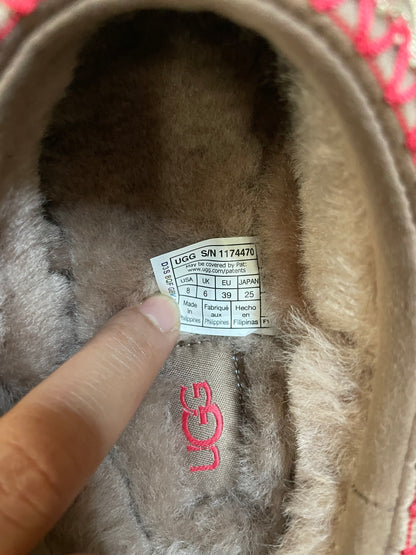 UGG S/N 1174470
May be covered by Pat:
www.ugg.com/patents
USA UK EU JAPAN
8 6 39 25
Made in Fabriqué Hecho
Philippines aux en
Philippines Filipinas
UGG